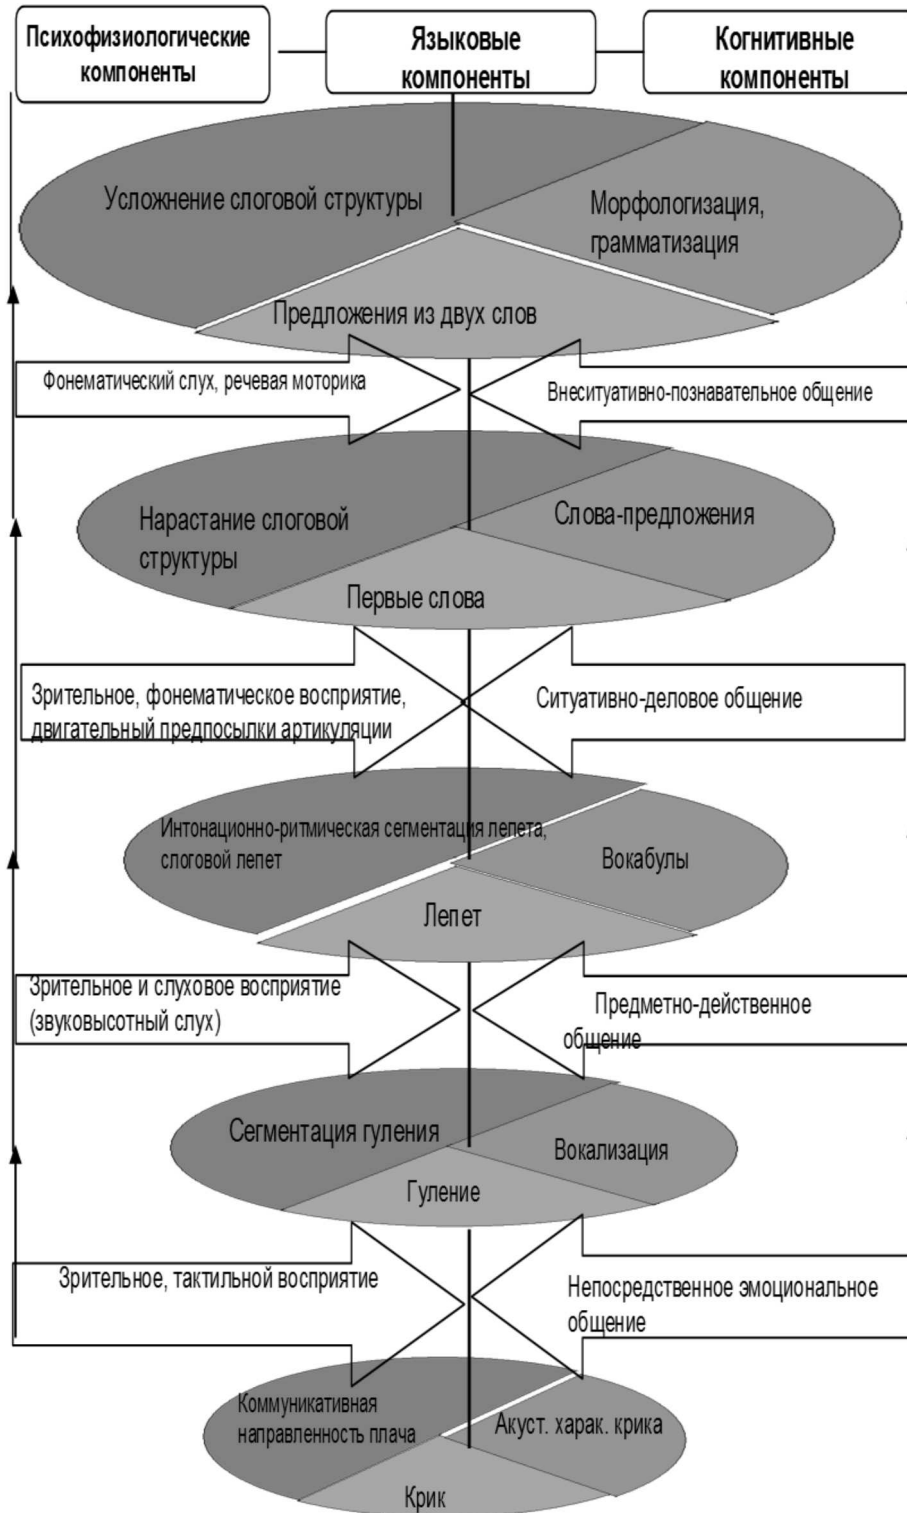 Психофизиологические
компоненты
Языковые
компоненты
Когнитивные
компоненты
Усложнение слоговой структуры
Морфологизация,
грамматизация
Предложения из двух слов
Фонематический слух, речевая моторика
Внеситуативно-познавательное общение
Нарастание слоговой
структуры
Слова-предложения
Первые слова
Зрительное, фонематическое восприятие,
двигательный предпосылки артикуляции
Ситуативно-деловое общение
Интонационно-ритмическая сегментация лепета,
слоговой лепет
Вокабулы
Лепет
Зрительное и слуховое восприятие
(звуковысотный слух)
Предметно-действенное
общение
Сегментация гуления
Вокализация
Гуление
Зрительное, тактильной восприятие
Непосредственное эмоциональное
общение
Коммуникативная
направленность плача
Акуст. харак. крика
Крик